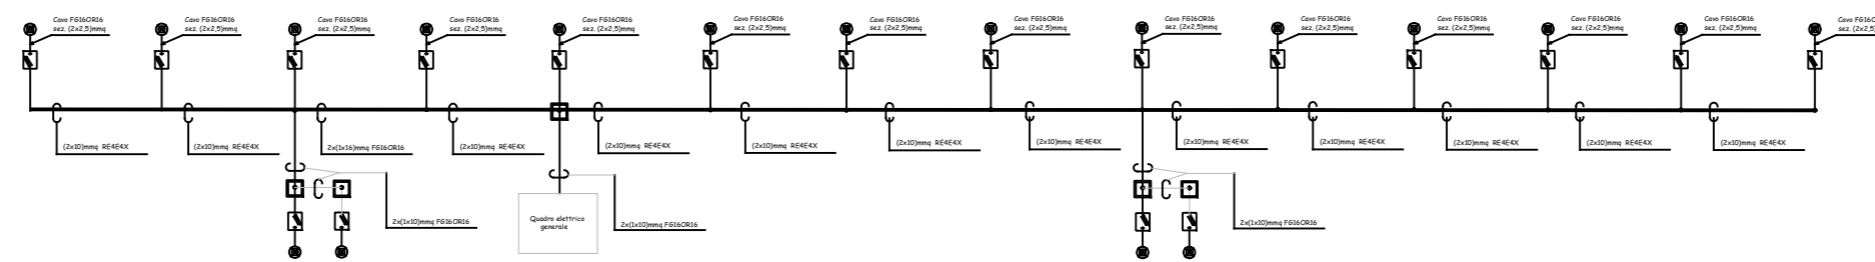 Cavo FG16OR16
sez. (2x2,5)mmq
Cavo FG16OR16
sez. (2x2,5)mmq
Cavo FG16OR16
sez. (2x2,5)mmq
Cavo FG16OR16
sez. (2x2,5)mmq
Cavo FG16OR16
sez. (2x2,5)mmq
Cavo FG16OR16
sez. (2x2,5)mmq
Cavo FG16OR16
sez. (2x2,5)mmq
Cavo FG16OR16
sez. (2x2,5)mmq
Cavo FG16OR16
sez. (2x2,5)mmq
Cavo FG16OR16
sez. (2x2,5)mmq
Cavo FG16OR16
sez. (2x2,5)mmq
Cavo FG16OR16
sez. (2x2,5)mmq
Cavo FG16OR16
sez. (2x2,5)mmq
Cavo FG16O
sez. (2x2,5)
(2x10)mmq RE4E4X
(2x10)mmq RE4E4X
2x(1x16)mmq FG16OR16
(2x10)mmq RE4E4X
(2x10)mmq RE4E4X
(2x10)mmq RE4E4X
(2x10)mmq RE4E4X
(2x10)mmq RE4E4X
(2x10)mmq RE4E4X
(2x10)mmq RE4E4X
(2x10)mmq RE4E4X
(2x10)mmq RE4E4X
(2x10)mmq RE4E4X
2x(1x10)mmq FG16OR16
Quadro elettrico
generale
2x(1x10)mmq FG16OR16
2x(1x10)mmq FG16OR16